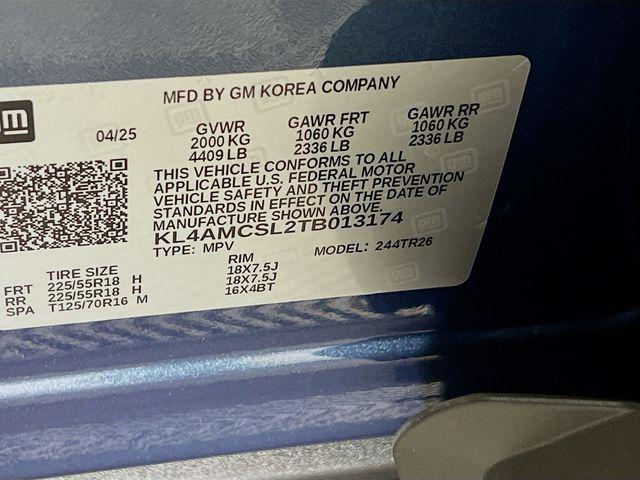 MFD BY GM KOREA COMPANY
gm
04/25
GVWR GAWR FRT GAWR RR
2000 KG 1060 KG 1060 KG
4409 LB 2336 LB 2336 LB
THIS VEHICLE CONFORMS TO ALL
APPLICABLE U.S. FEDERAL MOTOR
VEHICLE SAFETY AND THEFT PREVENTION
STANDARDS IN EFFECT ON THE DATE OF
MANUFACTURE SHOWN ABOVE.
KL4AMCSL2TB013174
TYPE: MPV MODEL: 244TR26
TIRE SIZE RIM
FRT 225/55R18 H 18X7.5J
RR 225/55R18 H 18X7.5J
SPA T125/70R16 M 16X4BT